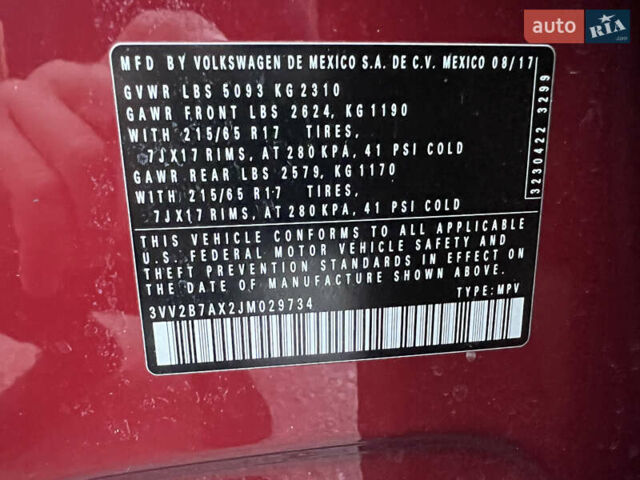 auto RIA.com
MFD BY VOLKSWAGEN DE MEXICO S.A. DE C.V. MEXICO 08/17
GVWR LBS 5093 KG 2310
GAWR FRONT LBS 2624, KG 1190
WITH 215/65 R17 TIRES,
7JX17 RIMS, AT 280 KPA, 41 PSI COLD
GAWR REAR LBS 2579, KG 1170
WITH 215/65 R17 TIRES,
7JX17 RIMS, AT 280 KPA, 41 PSI COLD
3230422 3299
THIS VEHICLE CONFORMS TO ALL APPLICABLE
U.S. FEDERAL MOTOR VEHICLE SAFETY AND
THEFT PREVENTION STANDARDS IN EFFECT ON
THE DATE OF MANUFACTURE SHOWN ABOVE.
3VV2B7AX2JM029734 TYPE: MPV